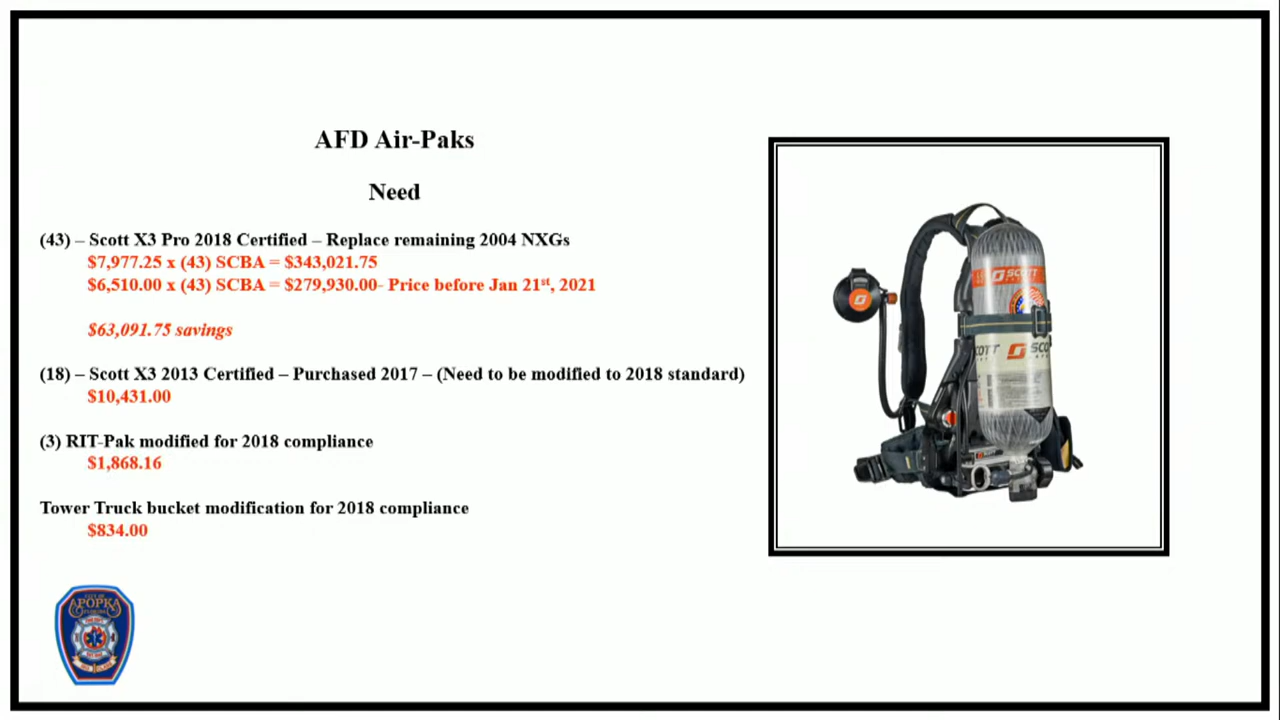 AFD Air-Paks
Need
(43) – Scott X3 Pro 2018 Certified – Replace remaining 2004 NXGs
$7,977.25 x (43) SCBA = $343,021.75
$6,510.00 x (43) SCBA = $279,930.00- Price before Jan 21st, 2021
$63,091.75 savings
(18) – Scott X3 2013 Certified – Purchased 2017 – (Need to be modified to 2018 standard)
$10,431.00
(3) RIT-Pak modified for 2018 compliance
$1,868.16
Tower Truck bucket modification for 2018 compliance
$834.00
SCOTT
CITY OF
APOPKA
FLORIDA